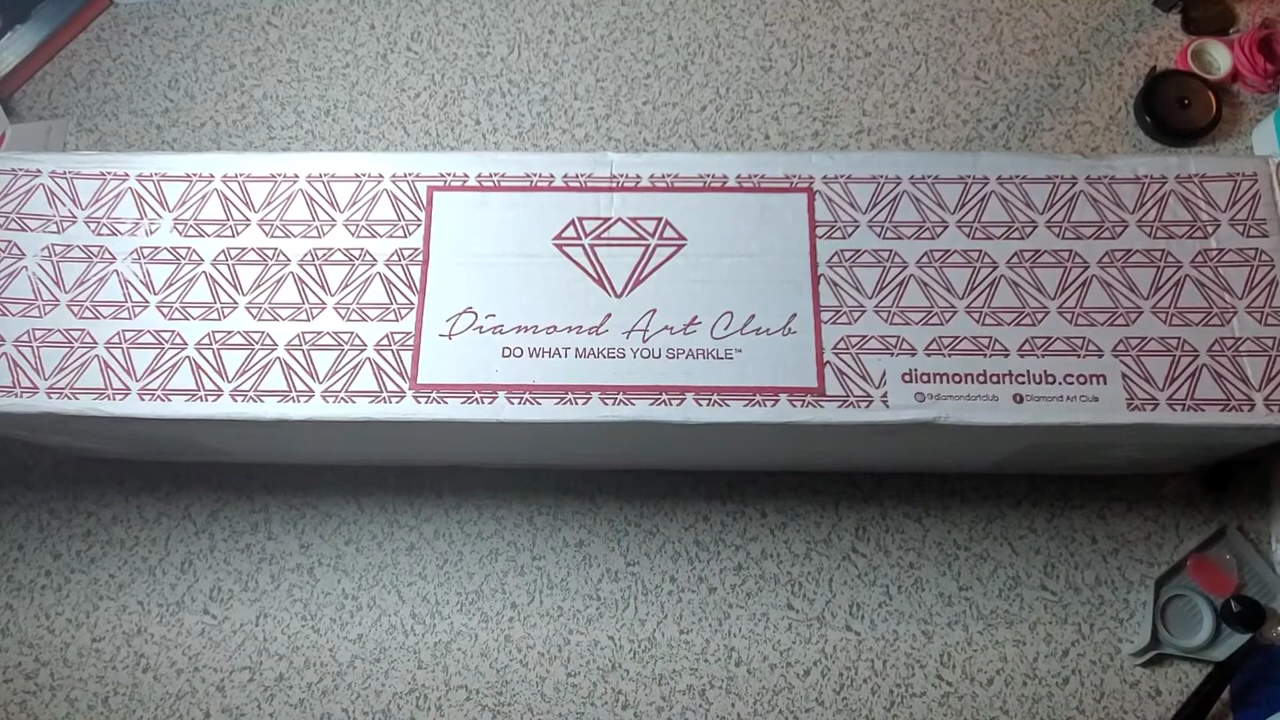 Diamond Art Club
DO WHAT MAKES YOU SPARKLE™
diamondartclub.com
@diamondartclub Diamond Art Club